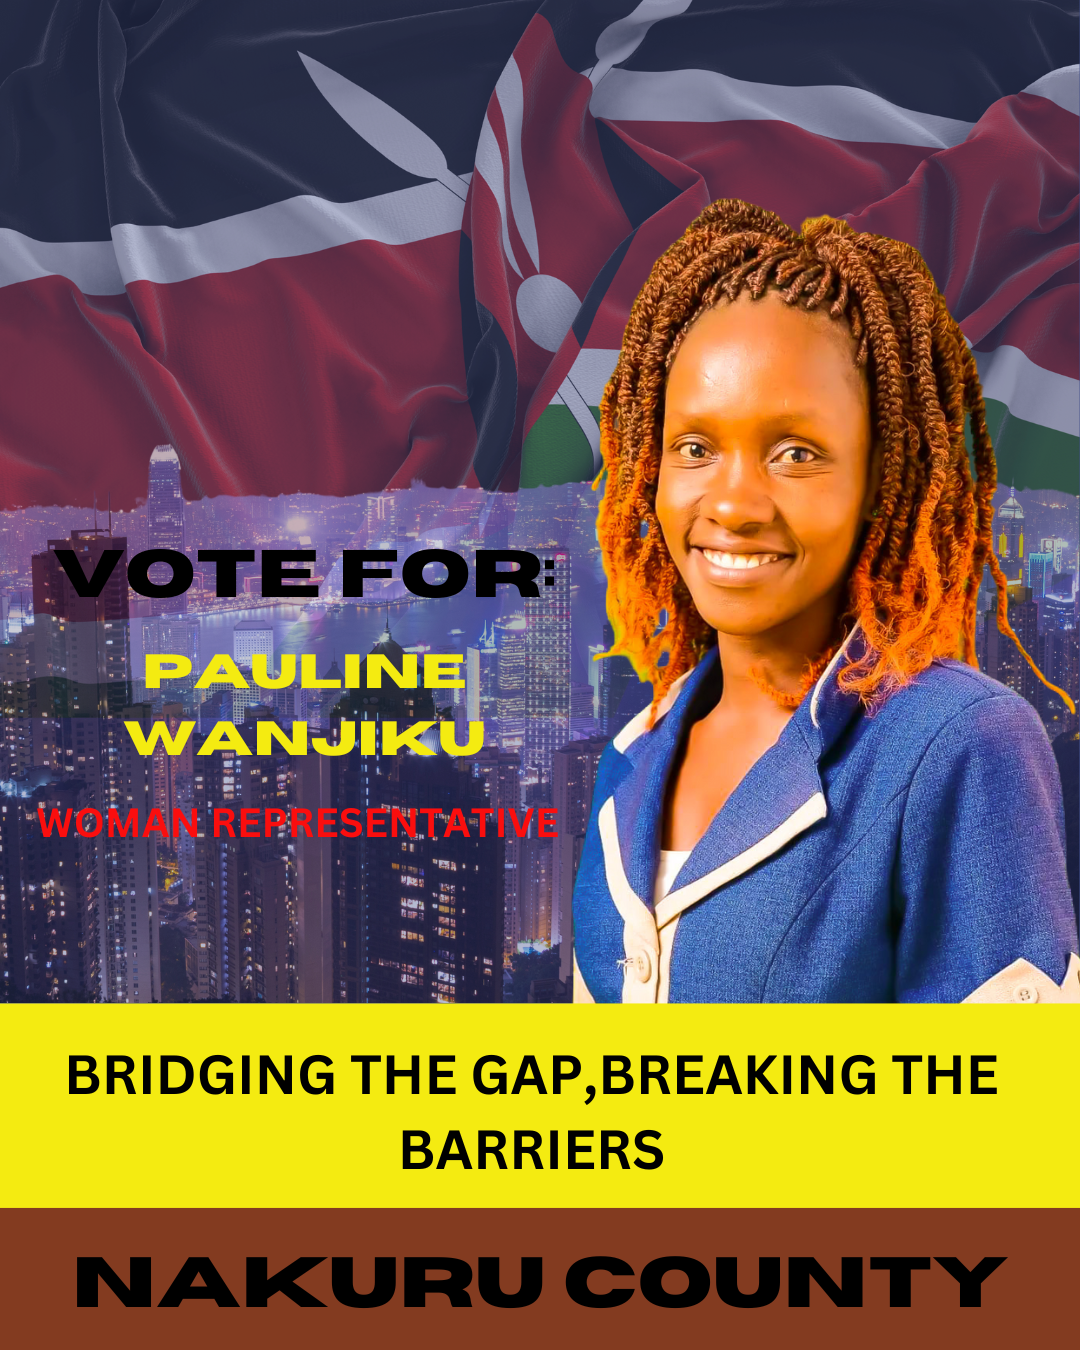 VOTE FOR:
PAULINE
WANJIKU
WOMAN REPRESENTATIVE
BRIDGING THE GAP,BREAKING THE
BARRIERS
NAKURU COUNTY